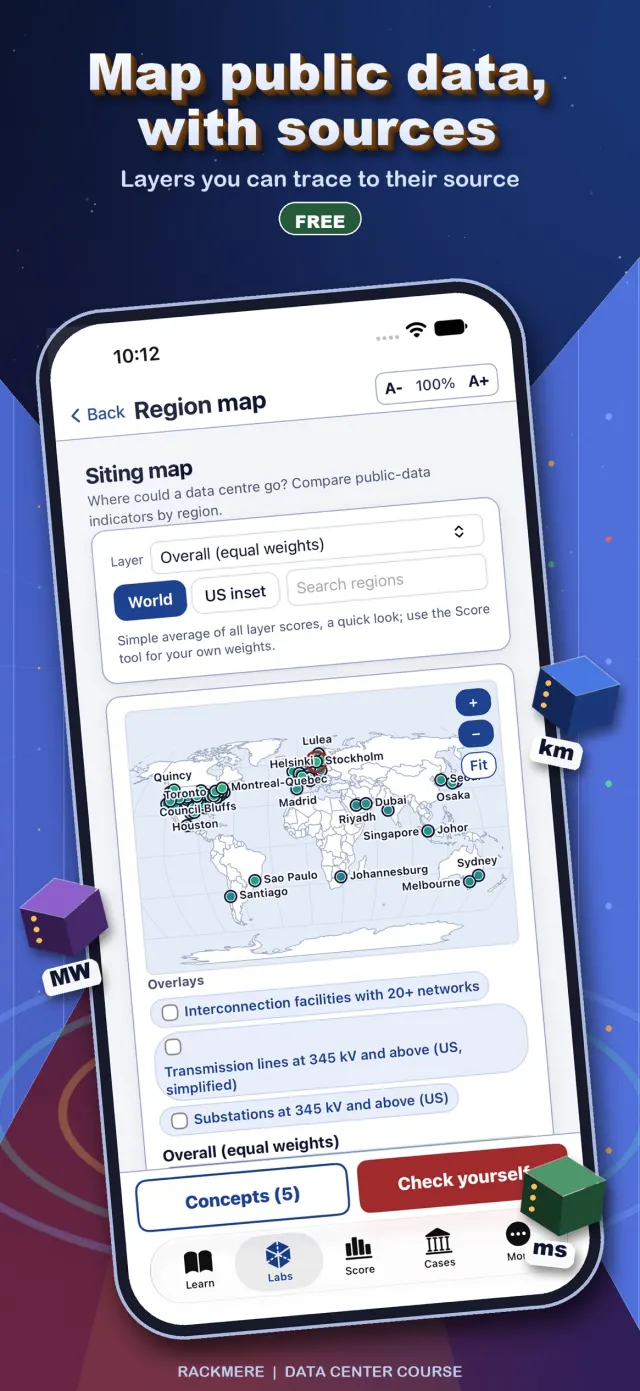 Map public data,
with sources
Layers you can trace to their source
FREE
10:12
Back Region map
A- 100% A+
Siting map
Where could a data centre go? Compare public-data
indicators by region.
Layer Overall (equal weights)
World US inset Search regions
Simple average of all layer scores, a quick look; use the Score
tool for your own weights.
+
−
Fit
Lulea
Helsinki Stockholm
Quincy
Toronto Montreal-Quebec
Council Bluffs
Houston
Madrid
Osaka
Riyadh Dubai
Singapore Johor
Sao Paulo
Santiago
Johannesburg
Sydney
Melbourne
km
MW
Overlays
Interconnection facilities with 20+ networks
Transmission lines at 345 kV and above (US,
simplified)
Substations at 345 kV and above (US)
Overall (equal weights)
Concepts (5) Check yourself
ms
Learn Labs Score Cases
RACKMERE | DATA CENTER COURSE